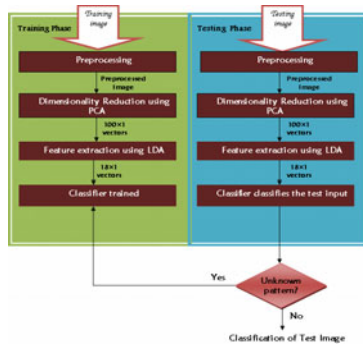 Training
image
Training Phase
Preprocessing
Preprocessed
Image
Dimensionality Reduction using
PCA
100×1
vectors
Feature extraction using LDA
18×1
vectors
Classifier trained
Testing
image
Testing Phase
Preprocessing
Preprocessed
Image
Dimensionality Reduction using
PCA
100×1
vectors
Feature extraction using LDA
18×1
vectors
Classifier classifies the test input
Yes
Unknown
pattern?
No
Classification of Test Image